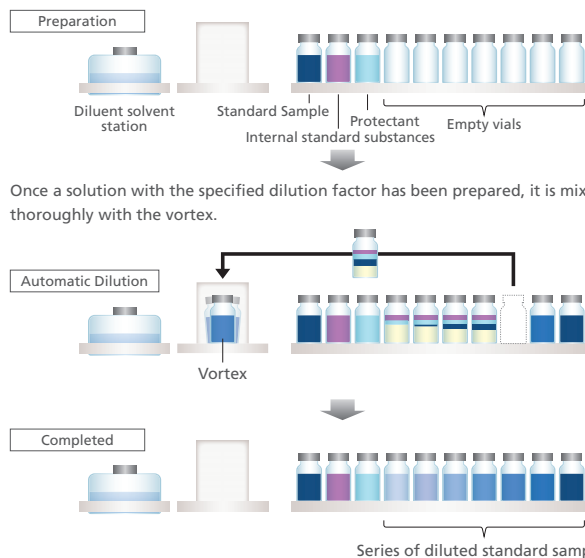 Preparation
Diluent solvent
station
Standard Sample
Protectant
Internal standard substances
Empty vials
Once a solution with the specified dilution factor has been prepared, it is mix
thoroughly with the vortex.
Automatic Dilution
Vortex
Completed
Series of diluted standard samp